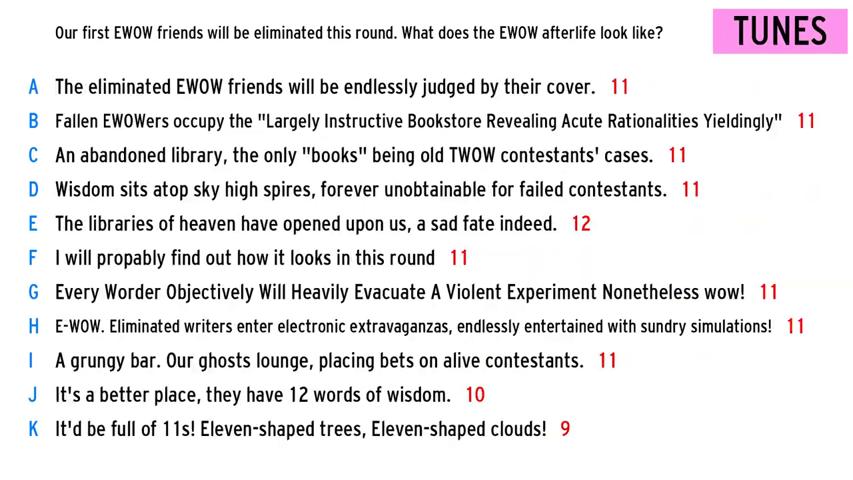 Our first EWOW friends will be eliminated this round. What does the EWOW afterlife look like?
TUNES
A The eliminated EWOW friends will be endlessly judged by their cover. 11
B Fallen EWOWers occupy the "Largely Instructive Bookstore Revealing Acute Rationalities Yieldingly" 11
C An abandoned library, the only "books" being old TWOW contestants' cases. 11
D Wisdom sits atop sky high spires, forever unobtainable for failed contestants. 11
E The libraries of heaven have opened upon us, a sad fate indeed. 12
F I will propably find out how it looks in this round 11
G Every Worder Objectively Will Heavily Evacuate A Violent Experiment Nonetheless wow! 11
H E-WOW. Eliminated writers enter electronic extravaganzas, endlessly entertained with sundry simulations! 11
I A grungy bar. Our ghosts lounge, placing bets on alive contestants. 11
J It's a better place, they have 12 words of wisdom. 10
K It'd be full of 11s! Eleven-shaped trees, Eleven-shaped clouds! 9